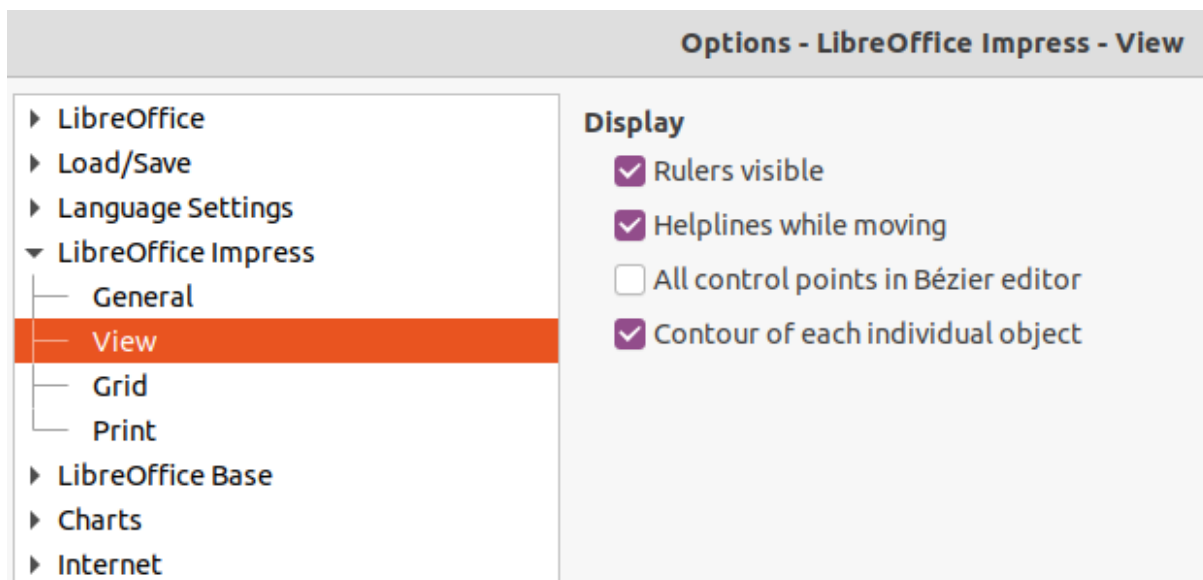 Options - LibreOffice Impress - View
LibreOffice
Load/Save
Language Settings
LibreOffice Impress
General
View
Grid
Print
LibreOffice Base
Charts
Internet
Display
Rulers visible
Helplines while moving
All control points in Bézier editor
Contour of each individual object